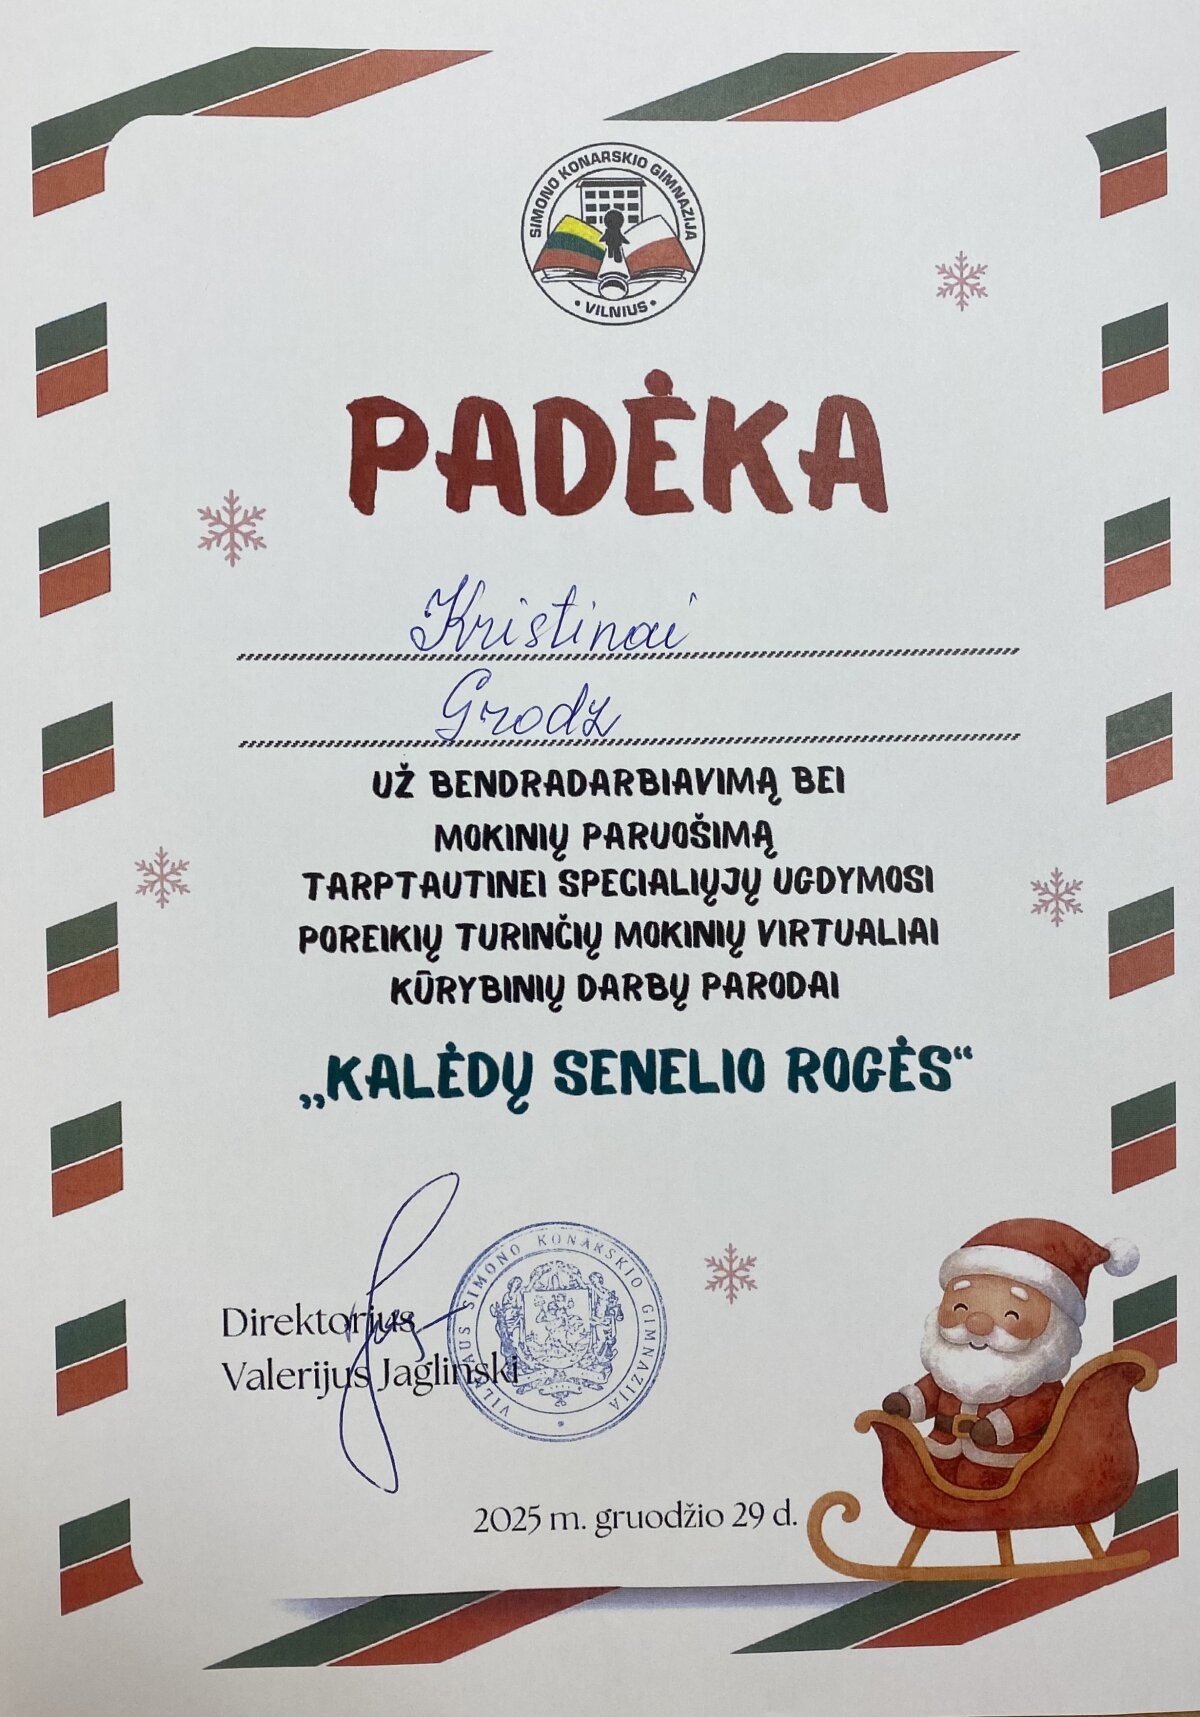 SIMONO KONARSKIO GIMNAZIJA
• VILNIUS •
PADĖKA
Kristinai
Grodz
UŽ BENDRADARBIAVIMĄ BEI
MOKINIŲ PARUOŠIMĄ
TARPTAUTINEI SPECIALIŲJŲ UGDYMOSI
POREIKIŲ TURINČIŲ MOKINIŲ VIRTUALIAI
KŪRYBINIŲ DARBŲ PARODAI
„KALĖDŲ SENELIO ROGĖS“
Direktorius
Valerijus Jaglinski
VILNIAUS SIMONO KONARSKIO GIMNAZIJA
2025 m. gruodžio 29 d.